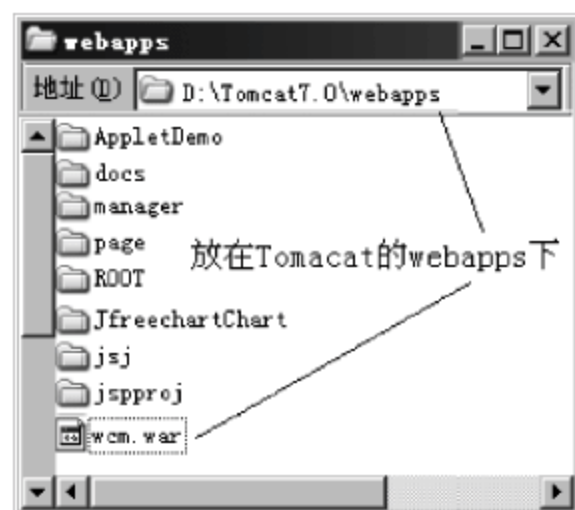 webapps
地址(D) D:\Tomcat7.0\webapps
AppletDemo
docs
manager
page
放在Tomacat的webapps下
ROOT
JfreechartChart
jsj
jspproj
wcm.war